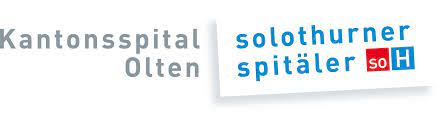 Kantonsspital
Olten
solothurner
spitäler so H